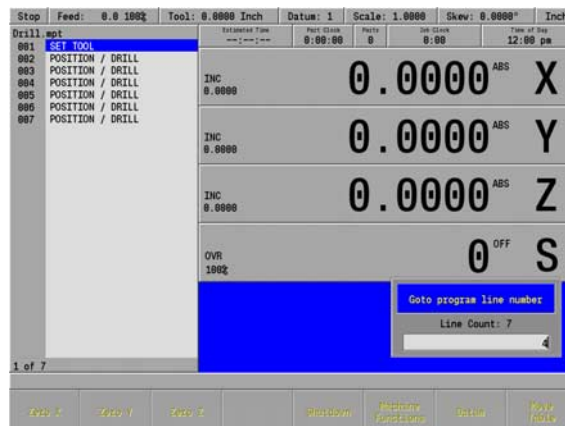 Stop Feed: 0.0 100% Tool: 0.0000 Inch Datum: 1 Scale: 1.0000 Skew: 0.0000° Inc
Drill.mpt
Estimated Time Part Clock Parts Job Clock Time of Day
--:--:-- 0:00:00 0 0:00 12:00 pm
001 SET TOOL
002 POSITION / DRILL
003 POSITION / DRILL
004 POSITION / DRILL
005 POSITION / DRILL
006 POSITION / DRILL
007 POSITION / DRILL
INC 0.0000 0.0000 ABS X
INC 0.0000 0.0000 ABS Y
INC 0.0000 0.0000 ABS Z
OVR 100% 0 OFF S
Goto program line number
Line Count: 7
4
1 of 7
Zero X Zero Y Zero Z Shutdown Machine Functions Datum Move Table